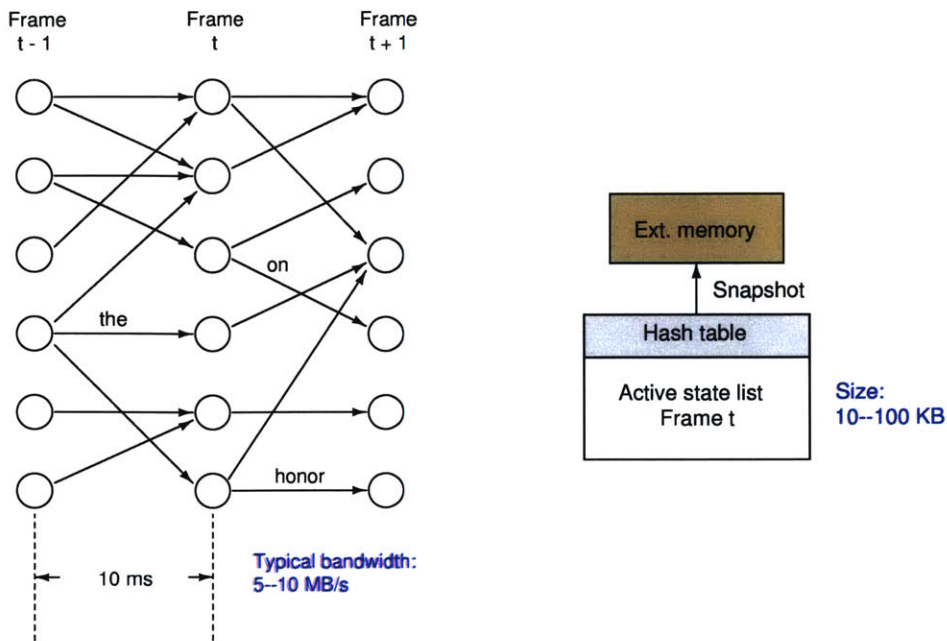 Frame
t - 1
Frame
t
Frame
t + 1
the
on
honor
10 ms
Typical bandwidth:
5--10 MB/s
Ext. memory
Snapshot
Hash table
Active state list
Frame t
Size:
10--100 KB